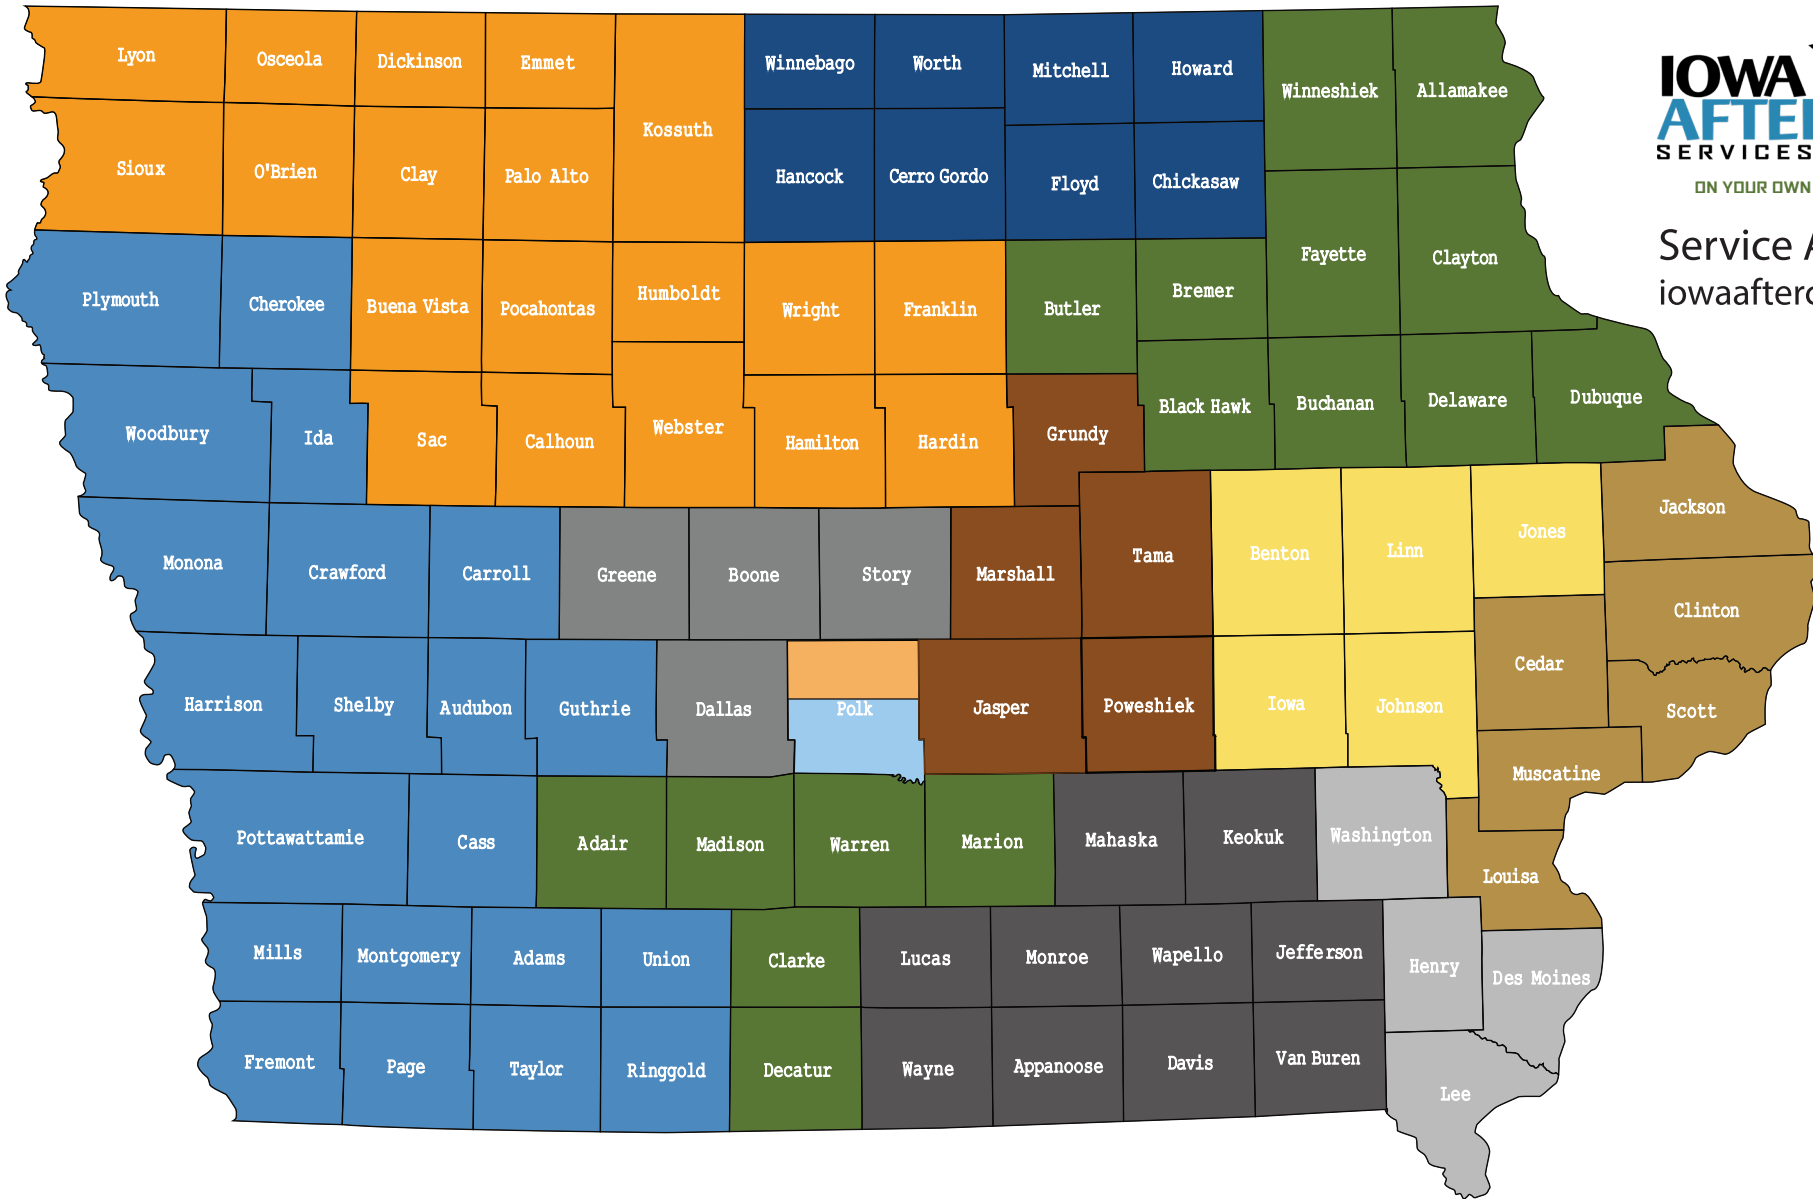 Lyon
Osceola
Dickinson
Emmet
Kossuth
Winnebago
Worth
Mitchell
Howard
Winneshiek
Allamakee
IOWA
SERVICES
ON YOUR OWN
Service
Sioux
O'Brien
Clay
Palo Alto
Hancock
Cerro Gordo
Floyd
Chickasaw
Plymouth
Cherokee
Buena Vista
Pocahontas
Humboldt
Wright
Franklin
Butler
Bremer
Fayette
Clayton
Woodbury
Ida
Sac
Calhoun
Webster
Hamilton
Hardin
Grundy
Black Hawk
Buchanan
Delaware
Dubuque
Monona
Crawford
Carroll
Greene
Boone
Story
Marshall
Tama
Benton
Linn
Jones
Jackson
Clinton
Harrison
Shelby
Audubon
Guthrie
Dallas
Polk
Jasper
Poweshiek
Iowa
Johnson
Cedar
Scott
Muscatine
Pottawattamie
Cass
Adair
Madison
Warren
Marion
Mahaska
Keokuk
Washington
Louisa
Mills
Montgomery
Adams
Union
Clarke
Lucas
Monroe
Wapello
Jefferson
Henry
Des Moines
Fremont
Page
Taylor
Ringgold
Decatur
Wayne
Appanoose
Davis
Van Buren
Lee